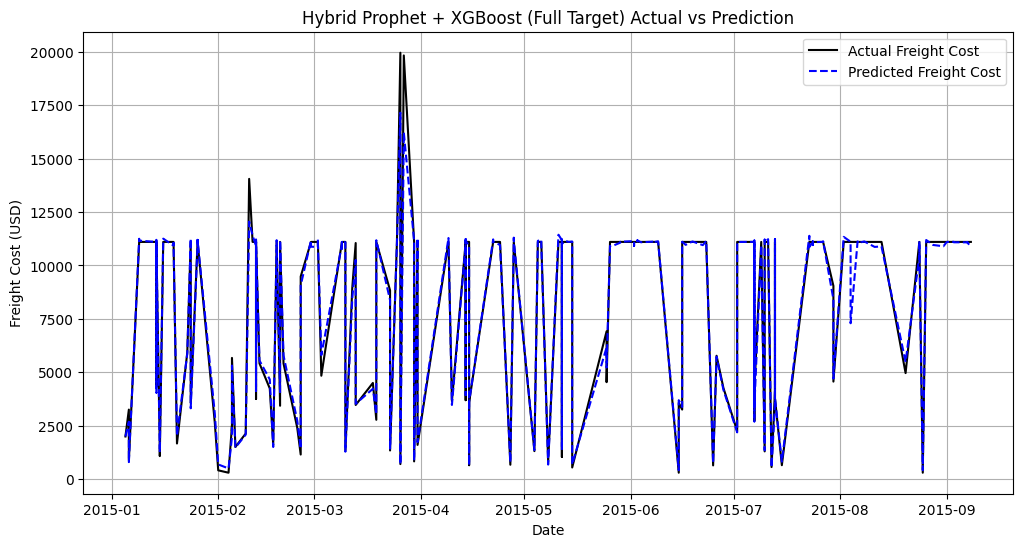 Hybrid Prophet + XGBoost (Full Target) Actual vs Prediction
Actual Freight Cost
Predicted Freight Cost
Freight Cost (USD)
20000
17500
15000
12500
10000
7500
5000
2500
0
2015-01 2015-02 2015-03 2015-04 2015-05 2015-06 2015-07 2015-08 2015-09
Date